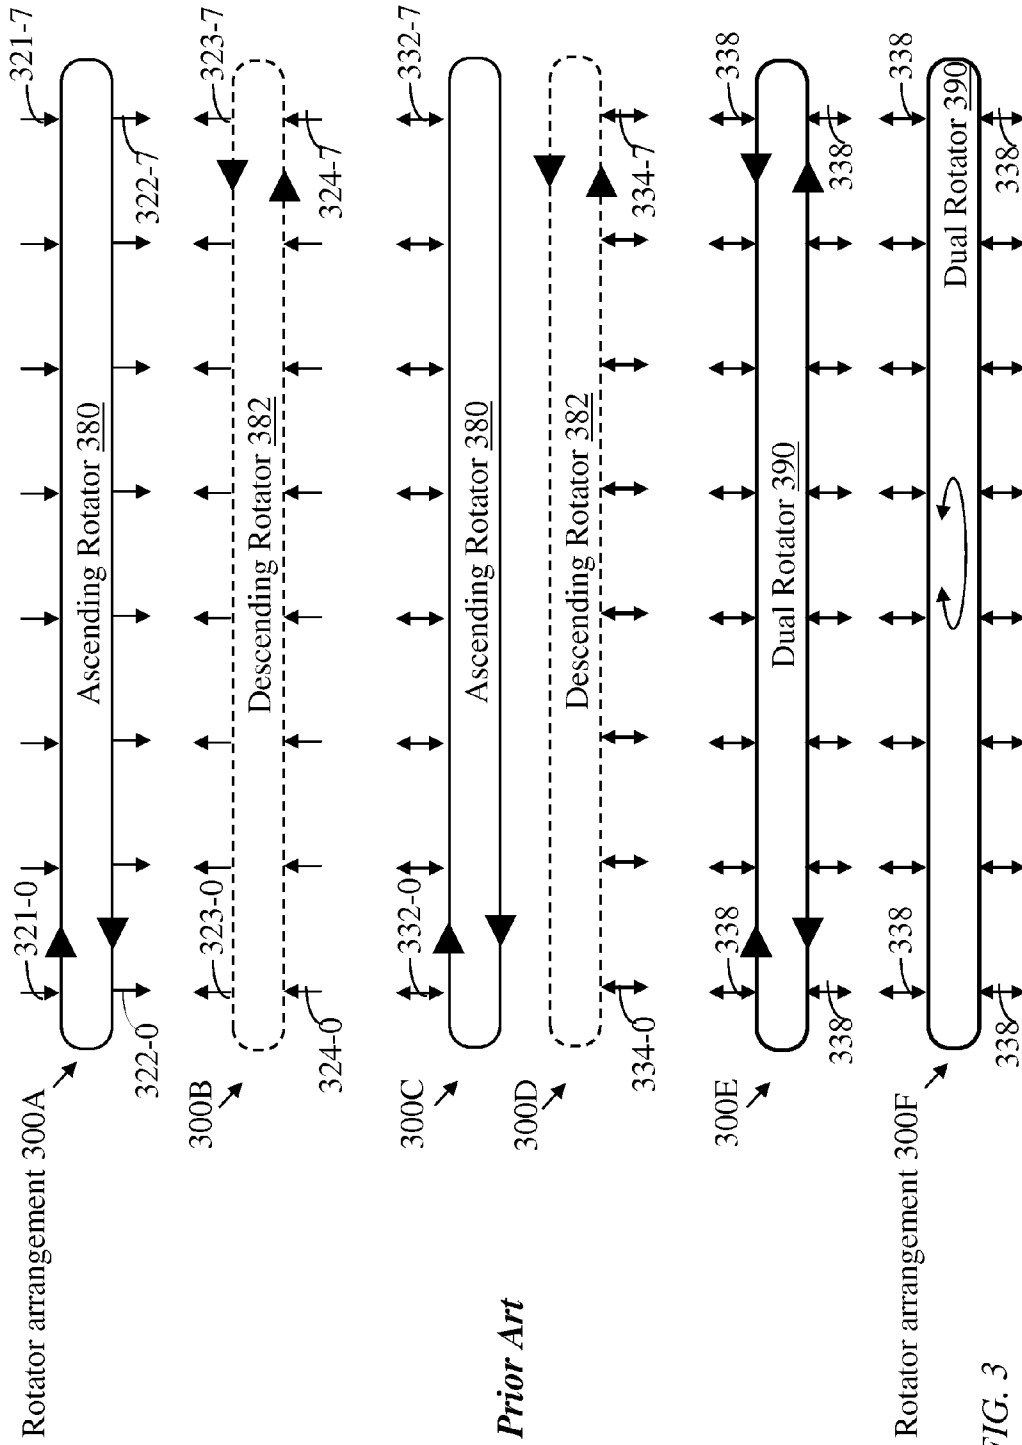 321-7
321-0
Ascending Rotator 380
322-7
322-0
Rotator arrangement 300A
323-7
323-0
Descending Rotator 382
324-7
324-0
300B
332-7
332-0
Ascending Rotator 380
300C
Descending Rotator 382
334-7
334-0
300D
Prior Art
338
338
Dual Rotator 390
338
338
300E
338
338
Dual Rotator 390
338
338
Rotator arrangement 300F
FIG. 3